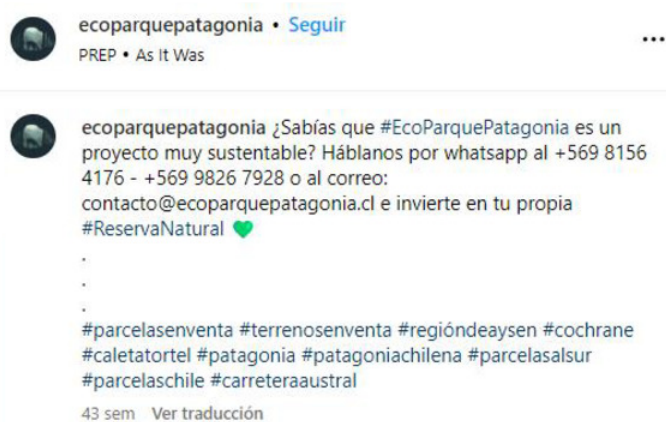 ecoparquepatagonia • Seguir
PREP • As It Was
ecoparquepatagonia ¿Sabías que #EcoParquePatagonia es un
proyecto muy sustentable? Háblanos por whatsapp al +569 8156
4176 - +569 9826 7928 o al correo:
contacto@ecoparquepatagonia.cl e invierte en tu propia
#ReservaNatural 💚
.
.
.
#parcelasenventa #terrenosenventa #regióndeaysen #cochrane
#caletatortel #patagonia #patagoniachilena #parcelasalsur
#parcelaschile #carreteraaustral
43 sem Ver traducción